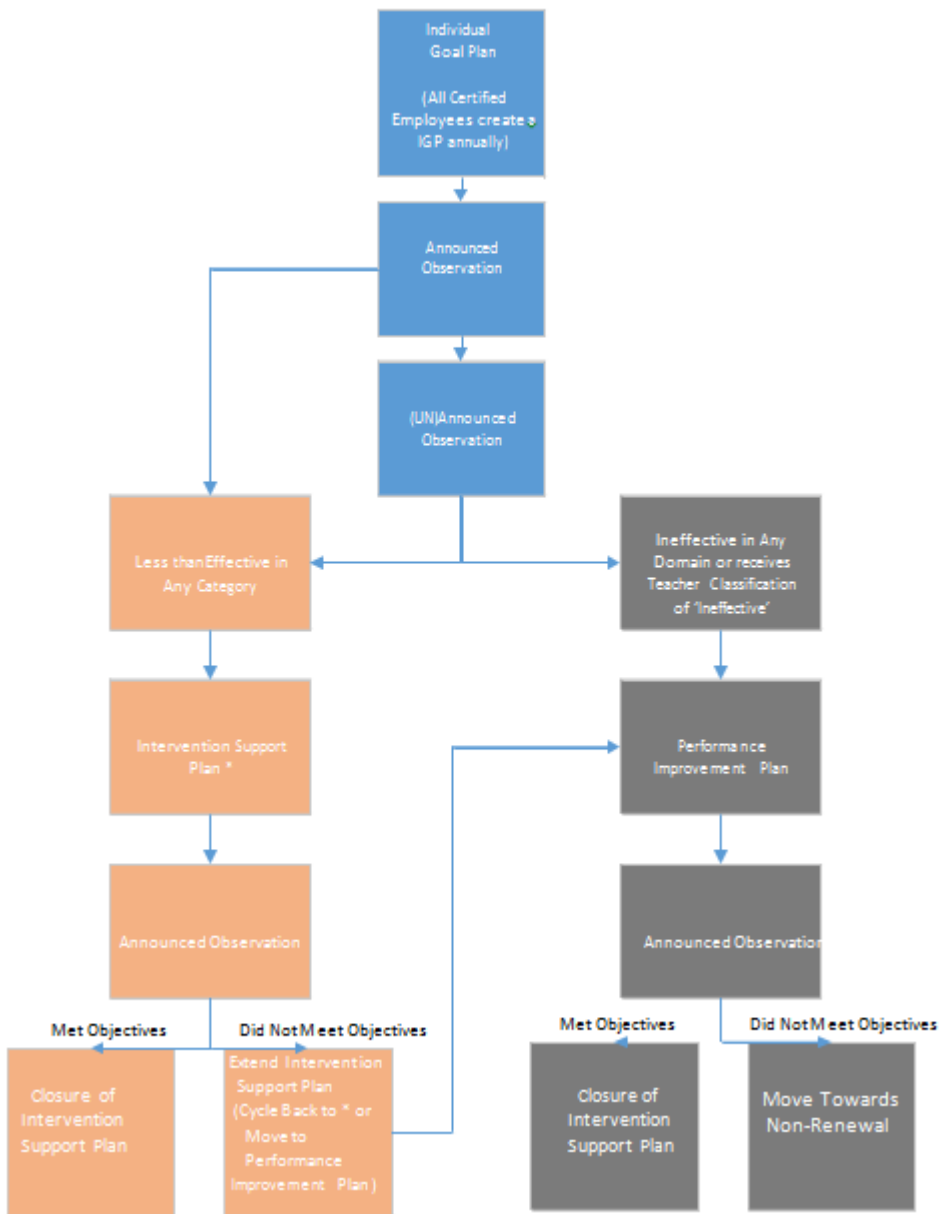 Individual
Goal Plan
(All Certified
Employees create a
IGP annually)
Announced
Observation
(UN)Announced
Observation
Less than Effective in
Any Category
Ineffective in Any
Domain or receives
Teacher Classification
of 'Ineffective'
Intervention Support
Plan *
Performance
Improvement Plan
Announced Observation
Announced Observation
Met Objectives
Did Not Meet Objectives
Met Objectives
Did Not Meet Objectives
Closure of
Intervention
Support Plan
Extend Intervention
Support Plan
(Cycle Back to * or
Move to
Performance
Improvement Plan)
Closure of
Intervention
Support Plan
Move Towards
Non-Renewal